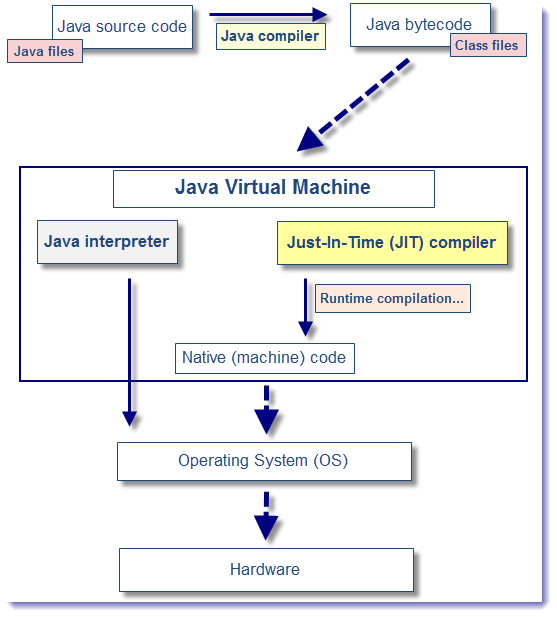 Java source code
Java files
Java compiler
Java bytecode
Class files
Java Virtual Machine
Java interpreter
Just-In-Time (JIT) compiler
Runtime compilation...
Native (machine) code
Operating System (OS)
Hardware